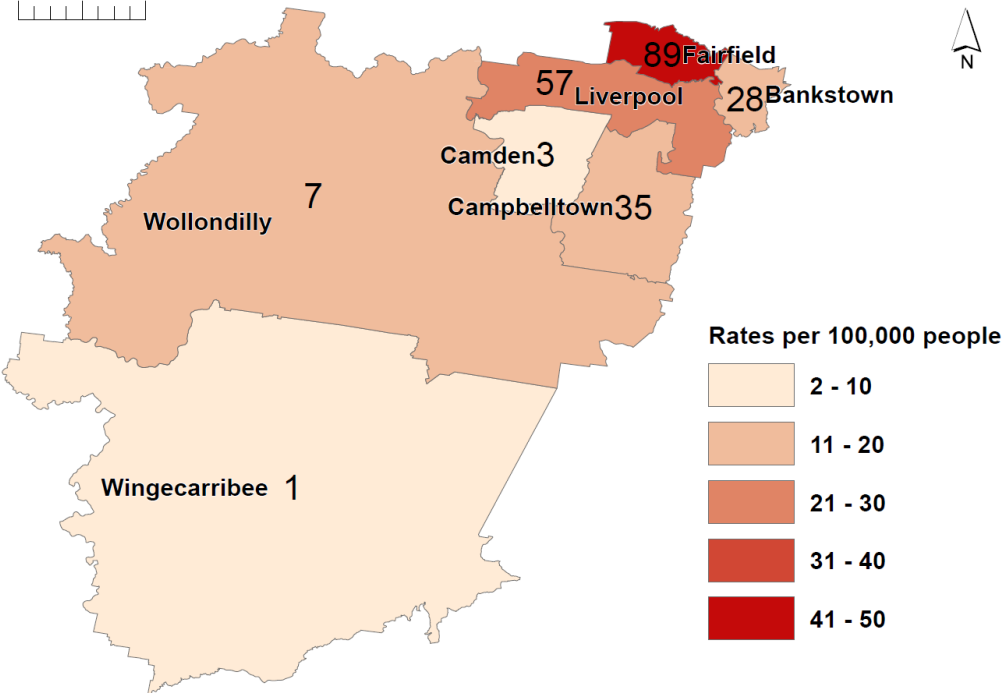 89 Fairfield
N
57
Liverpool
28 Bankstown
Camden 3
7
Campbelltown 35
Wollondilly
Rates per 100,000 people
2 - 10
11 - 20
21 - 30
Wingecarribee 1
31 - 40
41 - 50